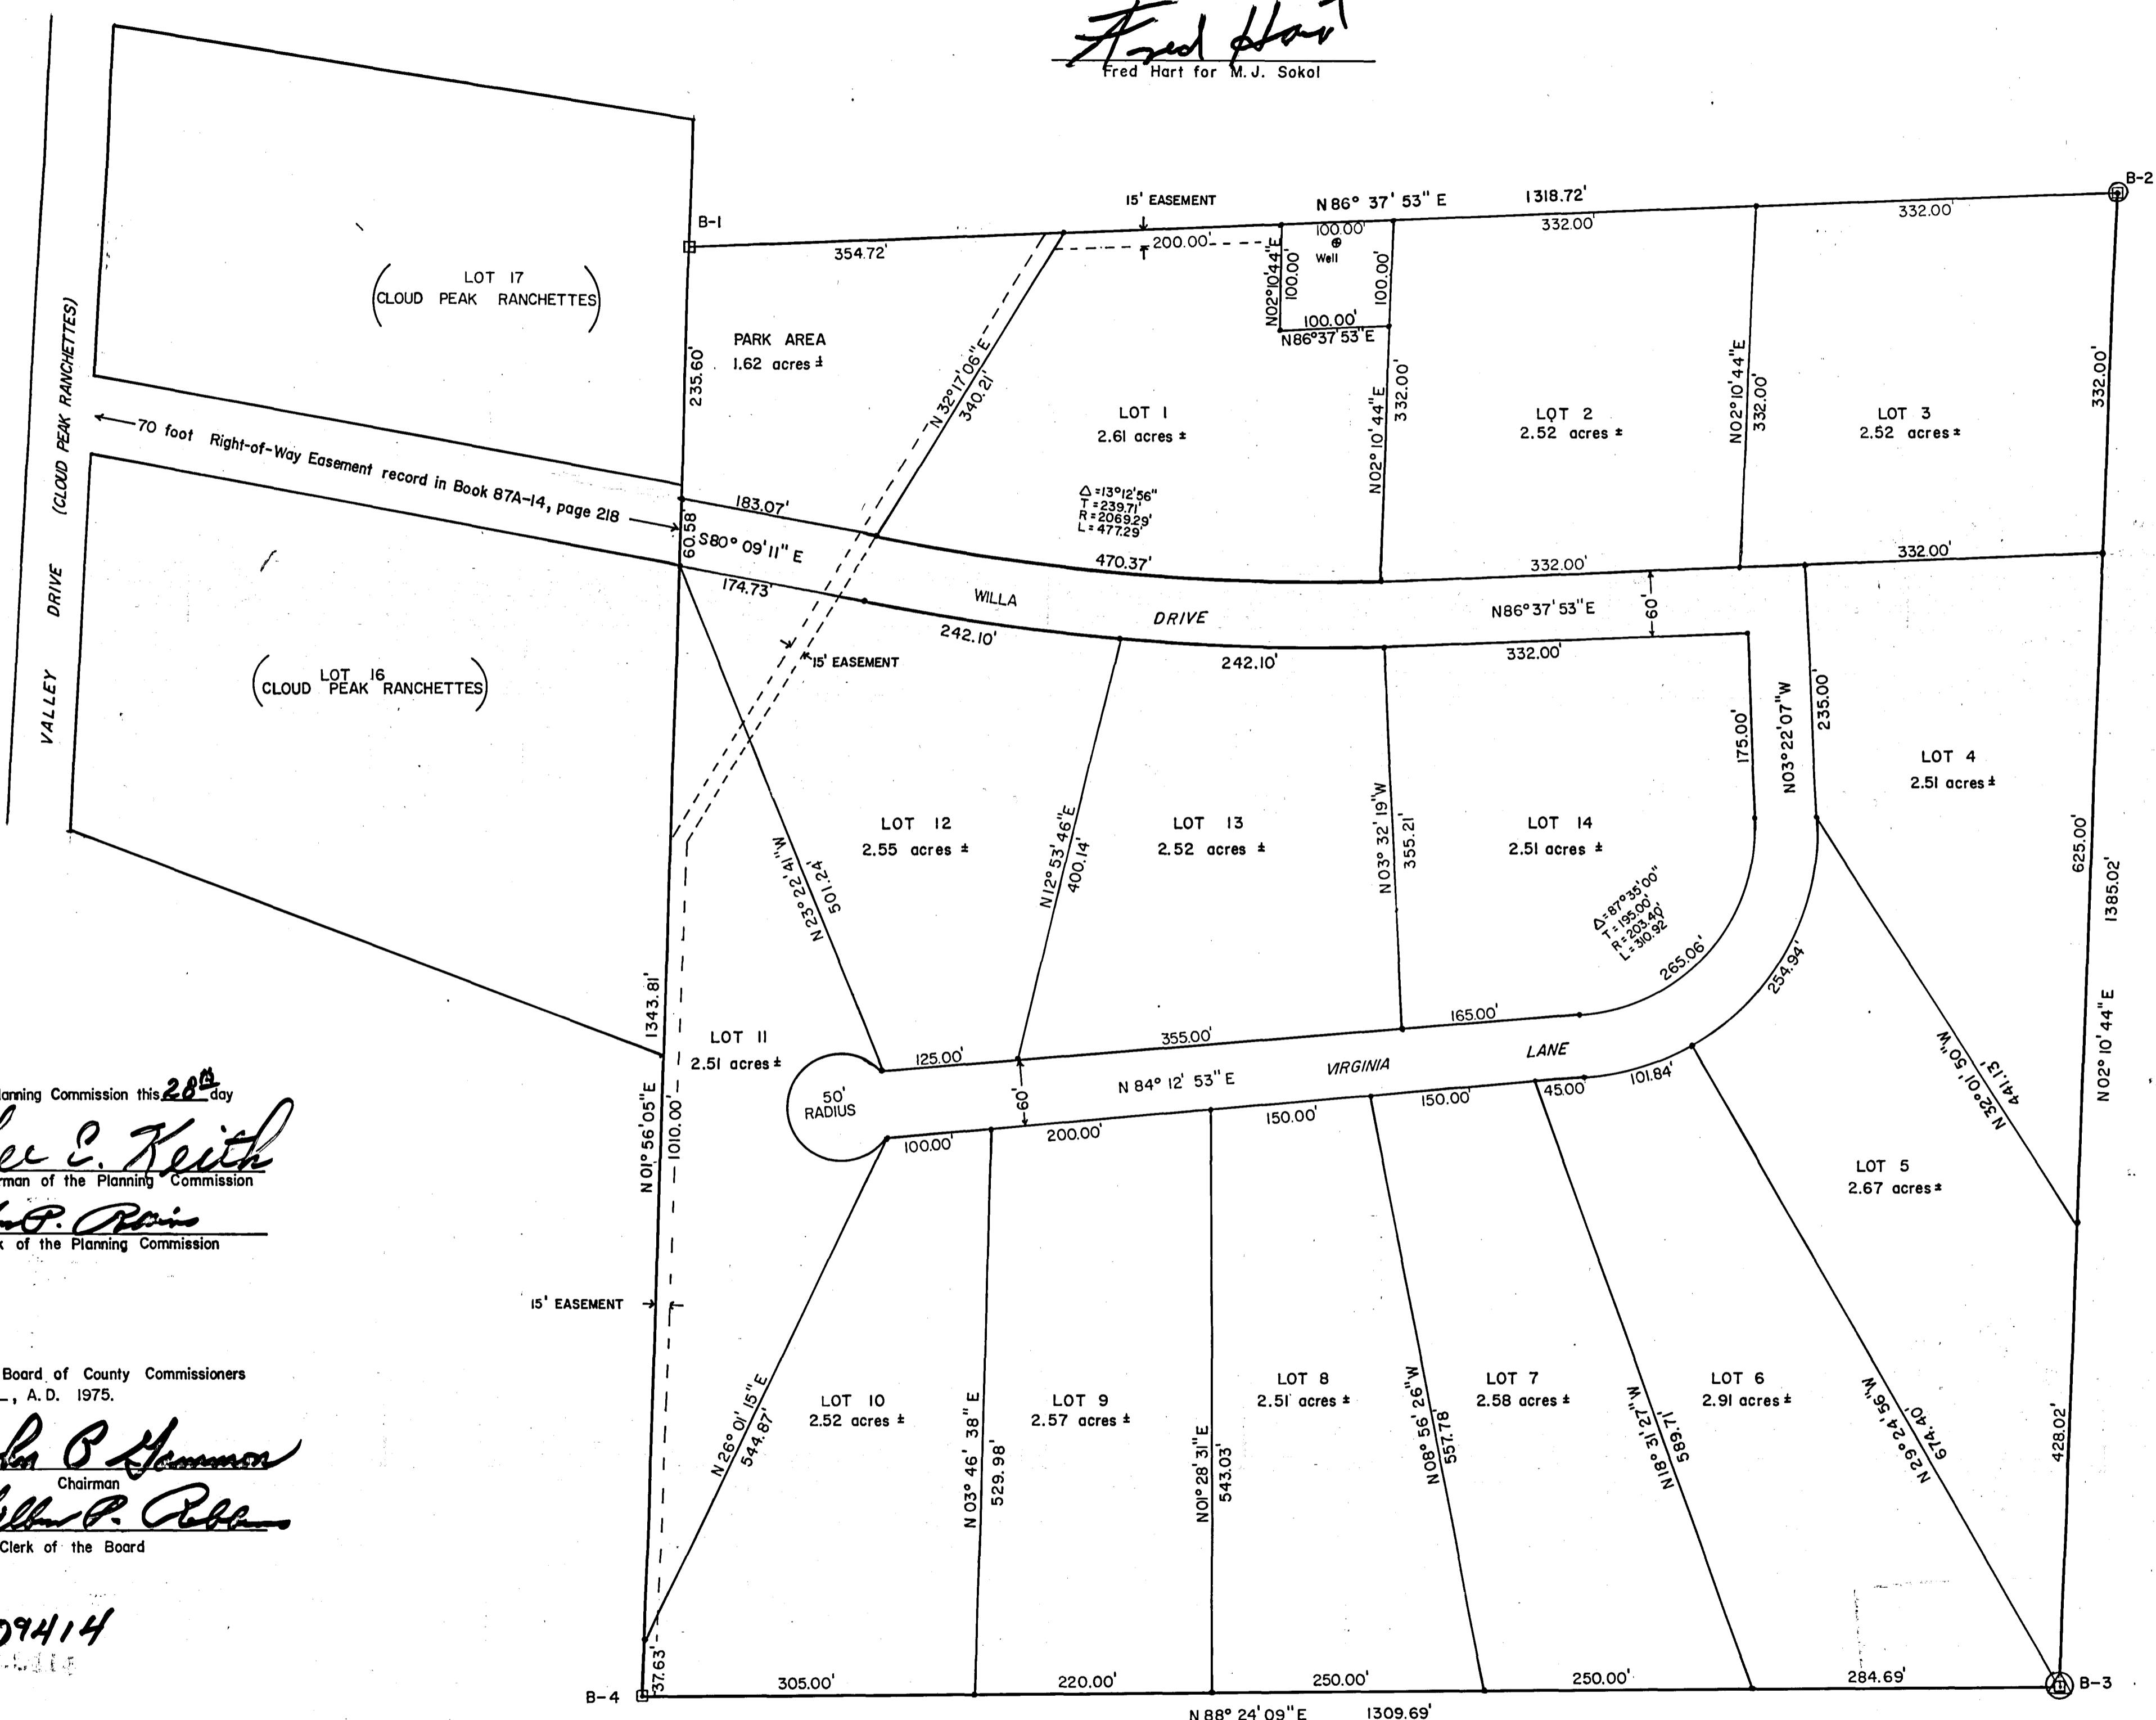 Fred Hart
Fred Hart for M.J. Sokol
B-1
B-2
15' EASEMENT
N 86° 37' 53" E
1318.72'
354.72'
200.00'
100.00'
332.00'
332.00'
Well
N02°10'44"E
100.00'
100.00'
100.00'
N86°37'53"E
LOT 17
(CLOUD PEAK RANCHETTES)
PARK AREA
1.62 acres ±
235.60'
N 32°17'06"E
340.21'
LOT 1
2.61 acres ±
N02°10'44"E
332.00'
LOT 2
2.52 acres ±
N02°10'44"E
332.00'
LOT 3
2.52 acres ±
332.00'
VALLEY DRIVE (CLOUD PEAK RANCHETTES)
70 foot Right-of-Way Easement record in Book 87A-14, page 218
Δ=13°12'56"
T=239.71'
R=2069.29'
L=477.29'
183.07'
60.58'
S80°09'11" E
174.73'
470.37'
332.00'
332.00'
WILLA DRIVE
N86°37'53"E
60'
242.10'
242.10'
332.00'
15' EASEMENT
LOT 16
(CLOUD PEAK RANCHETTES)
175.00'
N03°22'07"W
235.00'
LOT 4
2.51 acres ±
LOT 12
2.55 acres ±
N23°22'41"W
501.24'
N12°53'46"E
400.14'
LOT 13
2.52 acres ±
N03°32'19"W
355.21'
LOT 14
2.51 acres ±
Δ=87°35'00"
T=195.00'
R=203.40'
L=310.92'
265.06'
254.94'
625.00'
1385.02'
N02°10'44"E
1343.81'
N01°56'05"E
1010.00'
LOT 11
2.51 acres ±
50'
RADIUS
125.00'
355.00'
165.00'
N 84° 12' 53" E
VIRGINIA LANE
60'
100.00'
200.00'
150.00'
150.00'
45.00'
101.84'
N32°01'50"W
441.13'
LOT 5
2.67 acres ±
lanning Commission this 28th day
ee E. Keith
rman of the Planning Commission
k of the Planning Commission
15' EASEMENT
Board of County Commissioners
, A.D. 1975.
Chairman
Clerk of the Board
09414
N 26° 01' 15" E
544.87'
LOT 10
2.52 acres ±
N 03° 46' 38" E
529.98'
LOT 9
2.57 acres ±
N01°28'31"E
543.03'
LOT 8
2.51 acres ±
N08°56'26"W
557.78'
LOT 7
2.58 acres ±
N18°31'27"W
589.71'
LOT 6
2.91 acres ±
N29°24'56"W
674.40'
428.02'
37.63'
B-4
305.00'
220.00'
250.00'
250.00'
284.69'
B-3
N 88° 24' 09" E
1309.69'